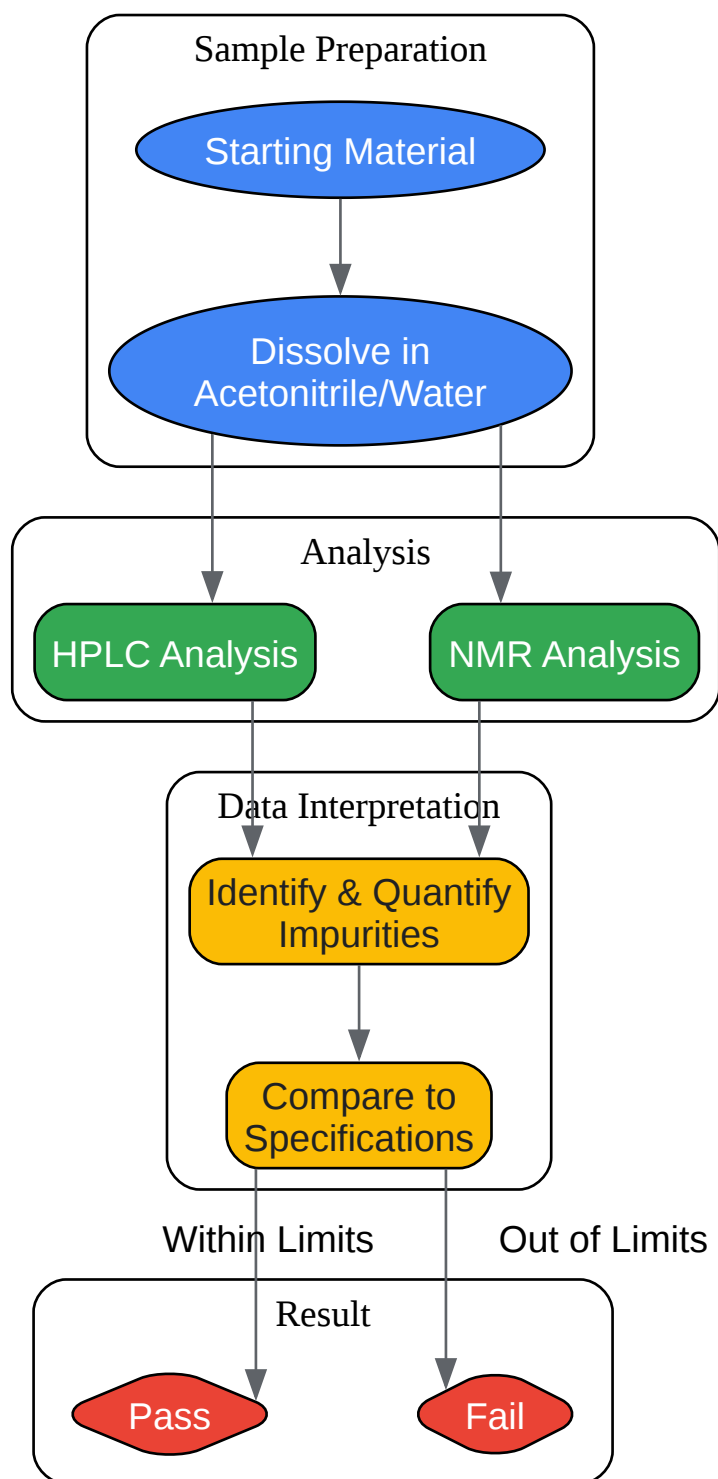 Sample Preparation
Starting Material
Dissolve in
Acetonitrile/Water
Analysis
HPLC Analysis
NMR Analysis
Data Interpretation
Identify & Quantify
Impurities
Compare to
Specifications
Within Limits
Out of Limits
Result
Pass
Fail